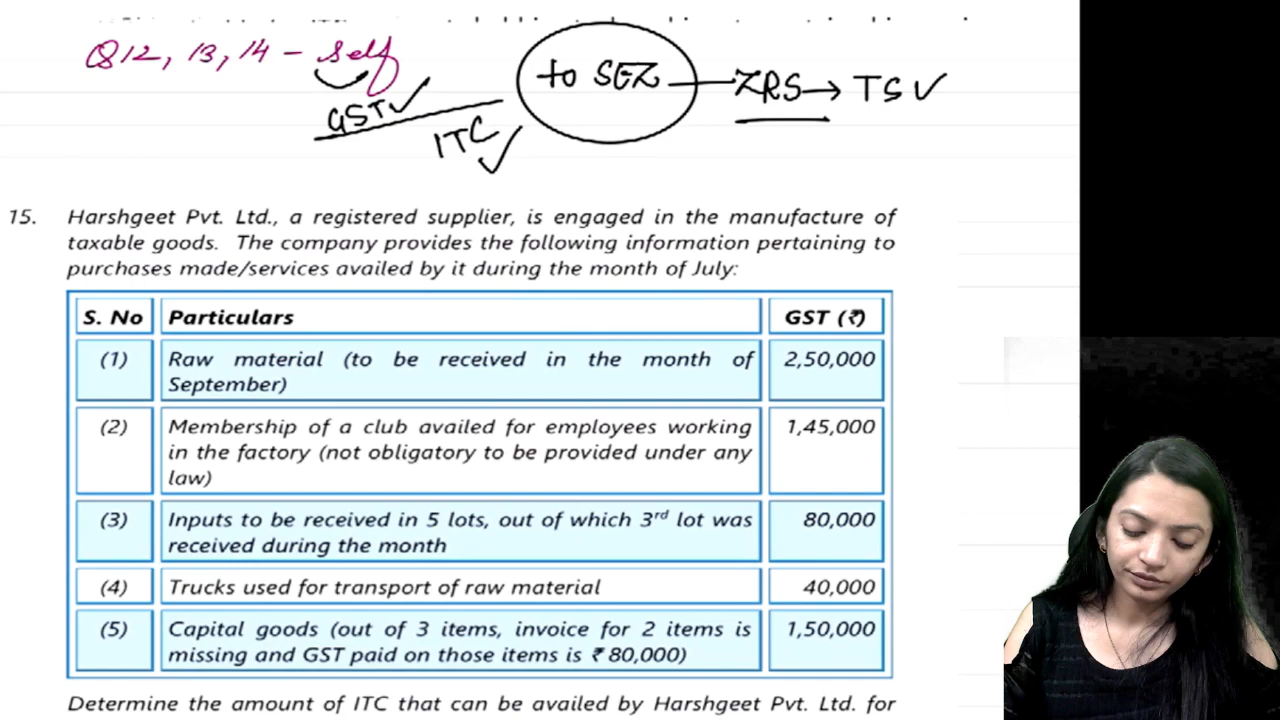 Q12, 13, 14 - Self
GST✓
ITC ✓
to SEZ — ZRS → TS ✓
15. Harshgeet Pvt. Ltd., a registered supplier, is engaged in the manufacture of
taxable goods. The company provides the following information pertaining to
purchases made/services availed by it during the month of July:
S. No Particulars GST (₹)
(1) Raw material (to be received in the month of 2,50,000
September)
(2) Membership of a club availed for employees working 1,45,000
in the factory (not obligatory to be provided under any
law)
(3) Inputs to be received in 5 lots, out of which 3rd lot was 80,000
received during the month
(4) Trucks used for transport of raw material 40,000
(5) Capital goods (out of 3 items, invoice for 2 items is 1,50,000
missing and GST paid on those items is ₹ 80,000)
Determine the amount of ITC that can be availed by Harshgeet Pvt. Ltd. for